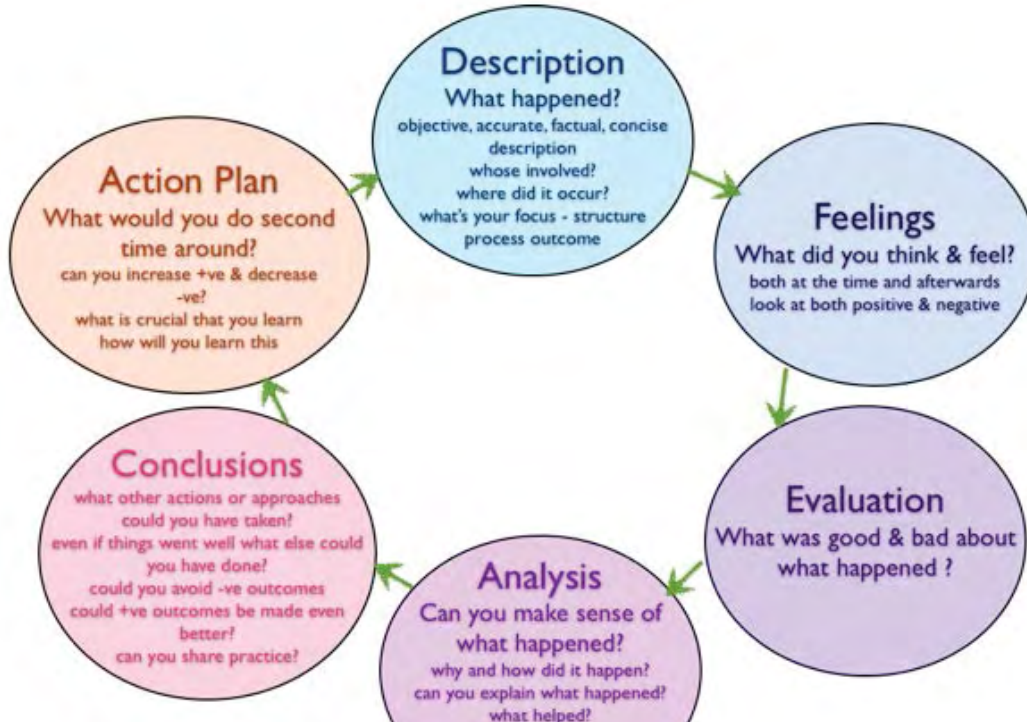 Description
What happened?
objective, accurate, factual, concise
description
whose involved?
where did it occur?
what's your focus - structure
process outcome
Feelings
What did you think & feel?
both at the time and afterwards
look at both positive & negative
Evaluation
What was good & bad about
what happened ?
Analysis
Can you make sense of
what happened?
why and how did it happen?
can you explain what happened?
what helped?
Conclusions
what other actions or approaches
could you have taken?
even if things went well what else could
you have done?
could you avoid -ve outcomes
could +ve outcomes be made even
better?
can you share practice?
Action Plan
What would you do second
time around?
can you increase +ve & decrease
-ve?
what is crucial that you learn
how will you learn this